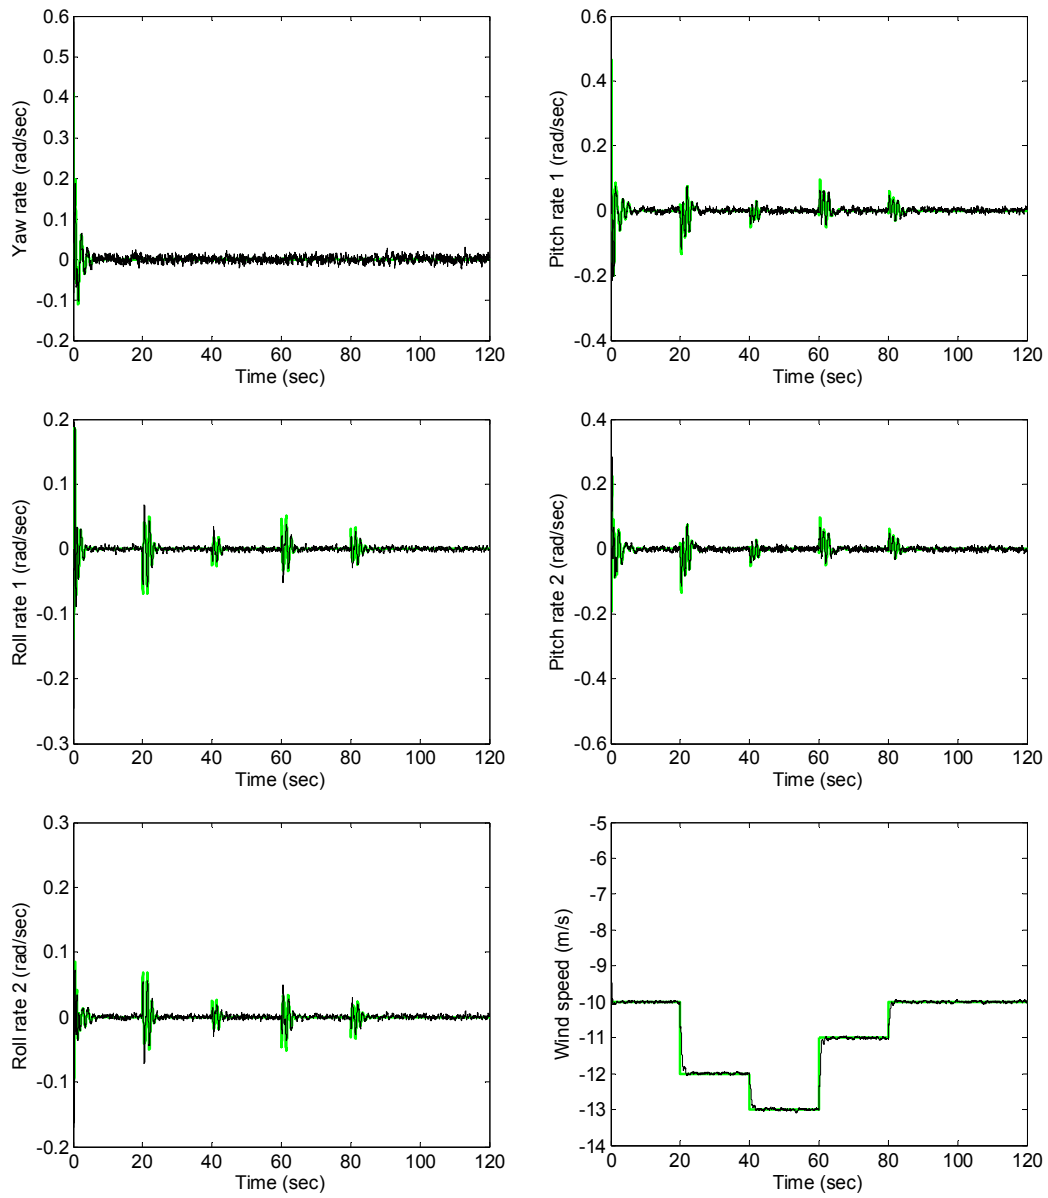 0.6
0.5
0.4
0.3
0.2
0.1
0
-0.1
-0.2
Yaw rate (rad/sec)
0 20 40 60 80 100 120
Time (sec)
0.6
0.4
0.2
0
-0.2
-0.4
Pitch rate 1 (rad/sec)
0 20 40 60 80 100 120
Time (sec)
0.2
0.1
0
-0.1
-0.2
-0.3
Roll rate 1 (rad/sec)
0 20 40 60 80 100 120
Time (sec)
0.4
0.2
0
-0.2
-0.4
-0.6
Pitch rate 2 (rad/sec)
0 20 40 60 80 100 120
Time (sec)
0.3
0.2
0.1
0
-0.1
-0.2
Roll rate 2 (rad/sec)
0 20 40 60 80 100 120
Time (sec)
-5
-6
-7
-8
-9
-10
-11
-12
-13
-14
Wind speed (m/s)
0 20 40 60 80 100 120
Time (sec)